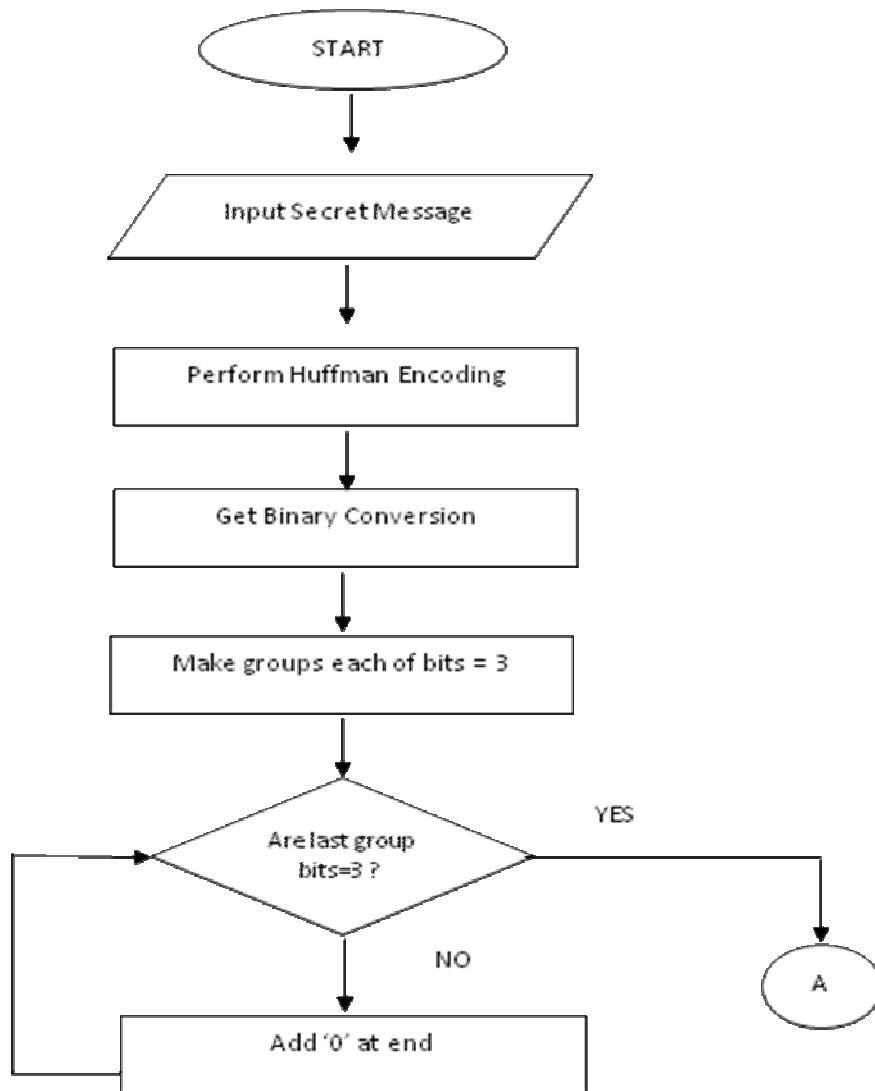 START
Input Secret Message
Perform Huffman Encoding
Get Binary Conversion
Make groups each of bits = 3
YES
Are last group
bits=3 ?
NO
A
Add ‘0’ at end